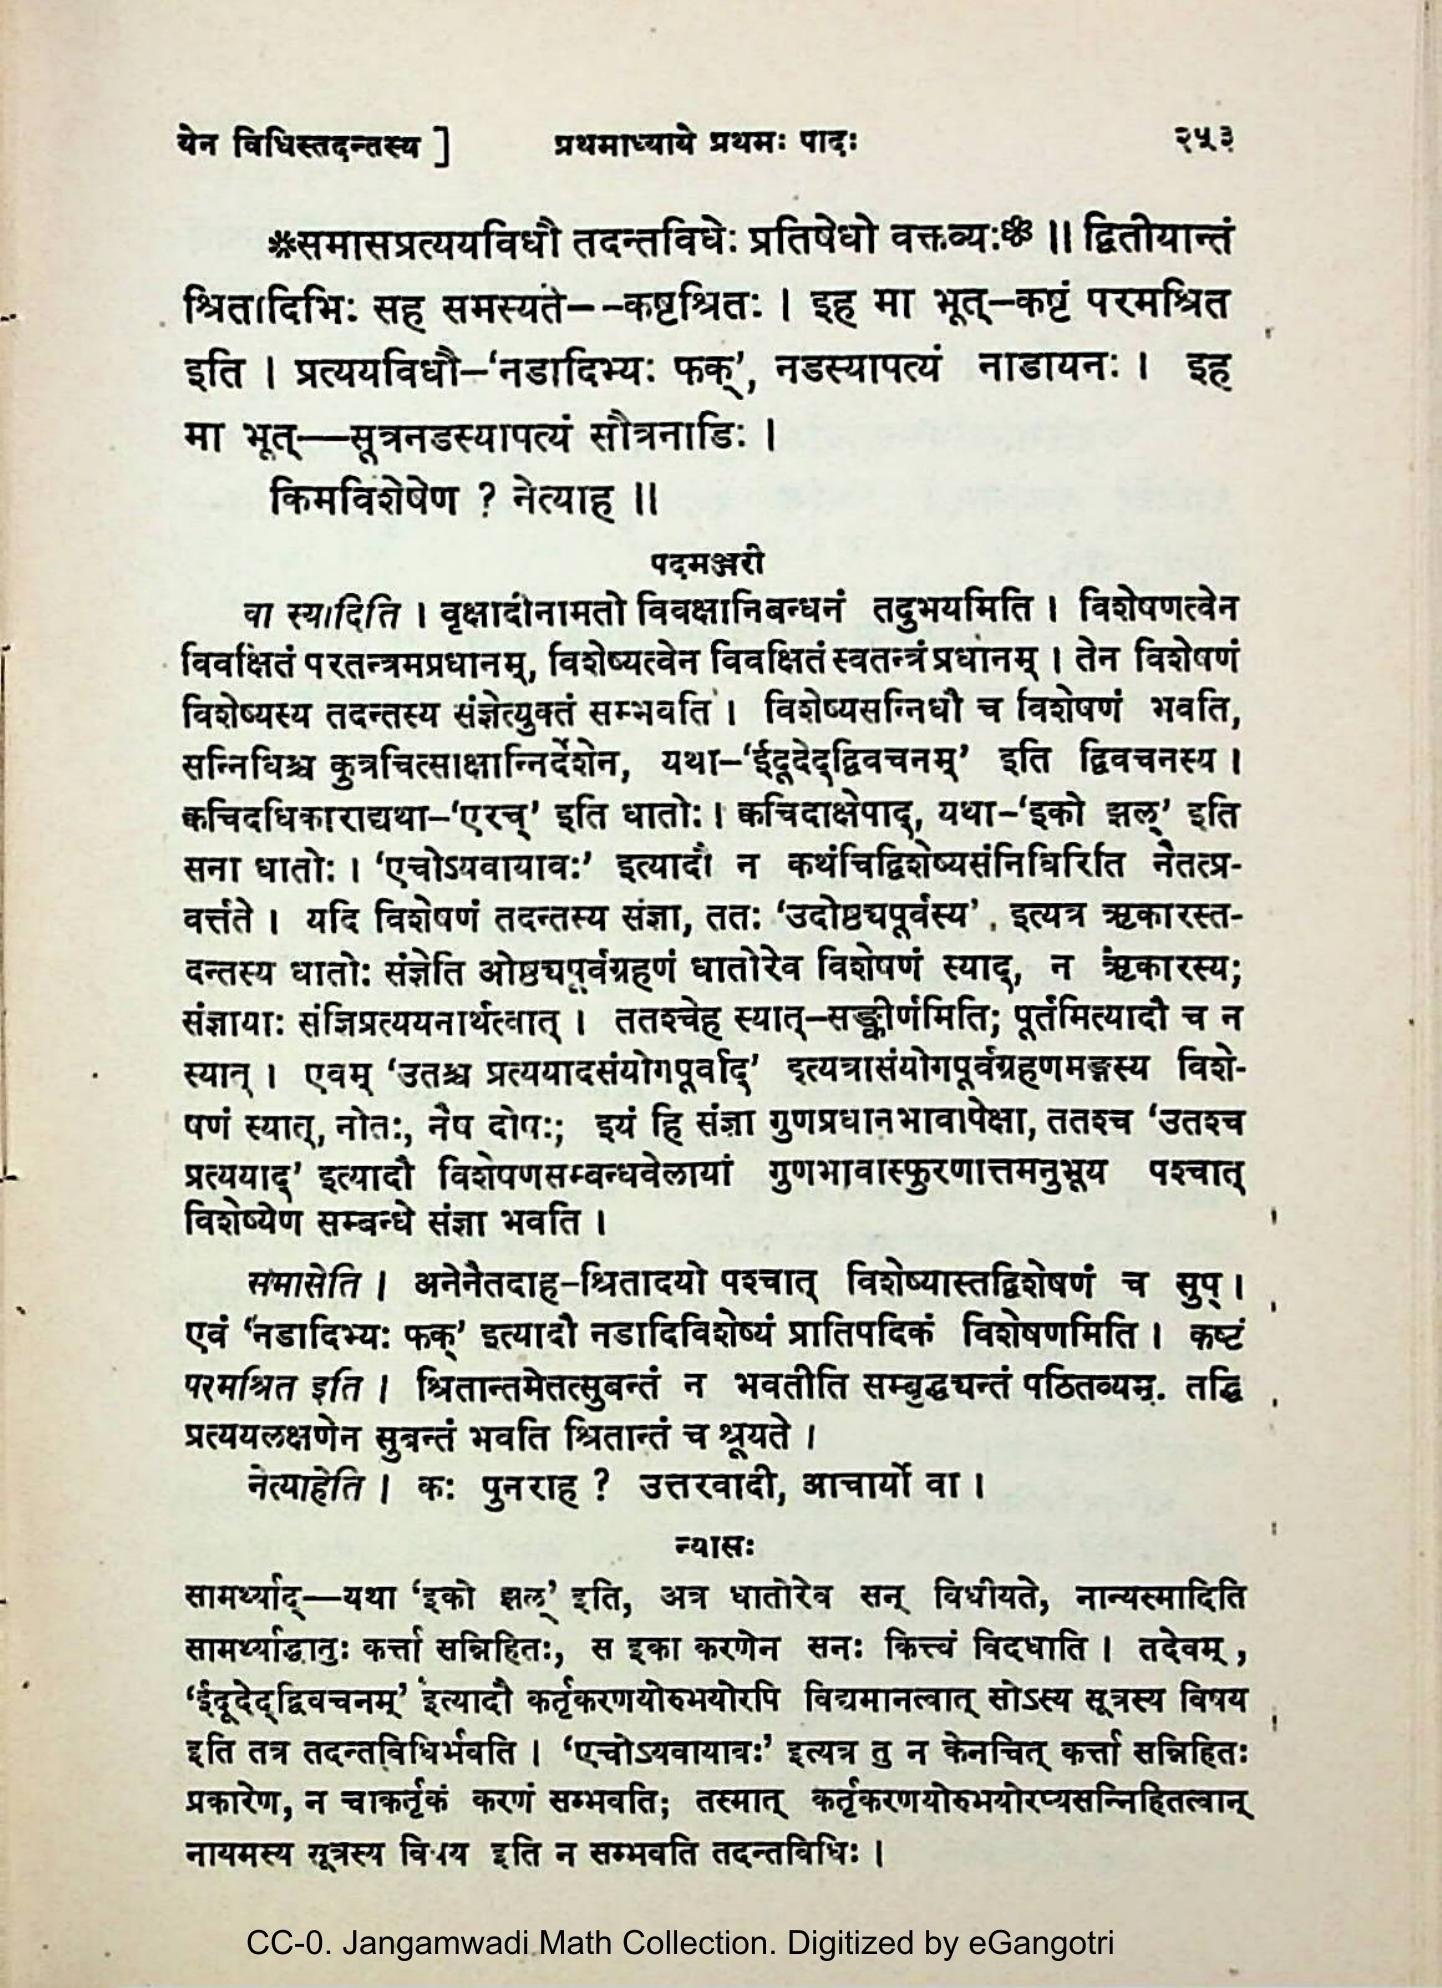 येन विधिस्तदन्तस्य ] प्रथमाध्याये प्रथमः पादः २५३
❉समासप्रत्ययविधौ तदन्तविधेः प्रतिषेधो वक्तव्यः❉ ॥ द्वितीयान्तं
श्रितादिभिः सह समस्यते--कष्टश्रितः । इह मा भूत्–कष्टं परमश्रित
इति । प्रत्ययविधौ–‘नडादिभ्यः फक्’, नडस्यापत्यं नाडायनः । इह
मा भूत्—सूत्रनडस्यापत्यं सौत्रनाडिः ।
किमविशेषेण ? नेत्याह ॥
पदमञ्जरी
वा स्यादिति । वृक्षादीनामतो विवक्षानिबन्धनं तदुभयमिति । विशेषणत्वेन
विवक्षितं परतन्त्रमप्रधानम्, विशेष्यत्वेन विवक्षितं स्वतन्त्रं प्रधानम् । तेन विशेषणं
विशेष्यस्य तदन्तस्य संज्ञेत्युक्तं सम्भवति । विशेष्यसन्निधौ च विशेषणं भवति,
सन्निधिश्च कुत्रचित्साक्षान्निर्देशेन, यथा–‘ईदूदेद्द्विवचनम्’ इति द्विवचनस्य ।
क्वचिदधिकाराद्यथा–‘एरच्’ इति धातोः । क्वचिदाक्षेपाद्, यथा–‘इको झल्’ इति
सना धातोः । ‘एचोऽयवायावः’ इत्यादौ न कथंचिद्विशेष्यसंनिधिरिति नैतत्प्र-
वर्त्तते । यदि विशेषणं तदन्तस्य संज्ञा, ततः ‘उदोष्ठ्यपूर्वस्य’ इत्यत्र ॠकारस्त-
दन्तस्य धातोः संज्ञेति ओष्ठ्यपूर्वग्रहणं धातोरेव विशेषणं स्याद्, न ॠकारस्य;
संज्ञायाः संज्ञिप्रत्ययनार्थत्वात् । ततश्चेह स्यात्–सङ्कीर्णमिति; पूर्तमित्यादौ च न
स्यात् । एवम् ‘उतश्च प्रत्ययादसंयोगपूर्वाद्’ इत्यत्रासंयोगपूर्वग्रहणमङ्गस्य विशे-
षणं स्यात्, नोतः, नैष दोषः; इयं हि संज्ञा गुणप्रधानभावापेक्षा, ततश्च ‘उतश्च
प्रत्ययाद्’ इत्यादौ विशेषणसम्बन्धवेलायां गुणभावास्फुरणात्तमनुभूय पश्चात्
विशेष्येण सम्बन्धे संज्ञा भवति ।
समासेति । अनेनैतदाह–श्रितादयो पश्चात् विशेष्यास्तद्विशेषणं च सुप् ।
एवं ‘नडादिभ्यः फक्’ इत्यादौ नडादिविशेष्यं प्रातिपदिकं विशेषणमिति । कष्टं
परमश्रित इति । श्रितान्तमेतत्सुबन्तं न भवतीति सम्बुद्ध्यन्तं पठितव्यम्. तद्धि
प्रत्ययलक्षणेन सुबन्तं भवति श्रितान्तं च श्रूयते ।
नेत्याहेति । कः पुनराह ? उत्तरवादी, आचार्यो वा ।
न्यासः
सामर्थ्याद्—यथा ‘इको झल्’ इति, अत्र धातोरेव सन् विधीयते, नान्यस्मादिति
सामर्थ्याद्धातुः कर्त्ता सन्निहितः, स इका करणेन सनः कित्त्वं विदधाति । तदेवम्,
‘ईदूदेद्द्विवचनम्’ इत्यादौ कर्तृकरणयोरुभयोरपि विद्यमानत्वात् सोऽस्य सूत्रस्य विषय
इति तत्र तदन्तविधिर्भवति । ‘एचोऽयवायावः’ इत्यत्र तु न केनचित् कर्त्ता सन्निहितः
प्रकारेण, न चाकर्तृकं करणं सम्भवति; तस्मात् कर्तृकरणयोरुभयोरप्यसन्निहितत्वान्
नायमस्य सूत्रस्य विषय इति न सम्भवति तदन्तविधिः ।
CC-0. Jangamwadi Math Collection. Digitized by eGangotri